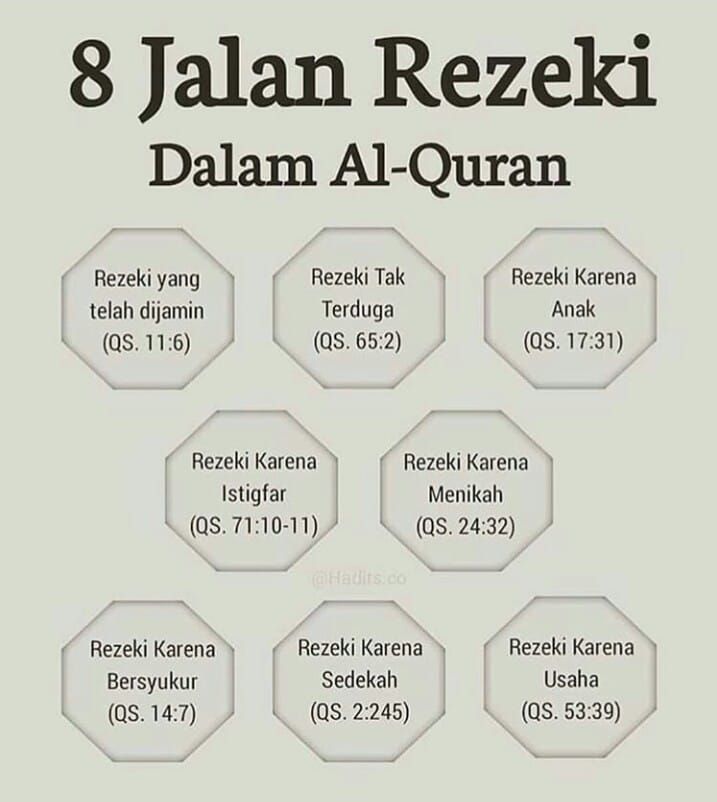 8 Jalan Rezeki
Dalam Al-Quran
Rezeki yang
telah dijamin
(QS. 11:6)
Rezeki Tak
Terduga
(QS. 65:2)
Rezeki Karena
Anak
(QS. 17:31)
Rezeki Karena
Istigfar
(QS. 71:10-11)
Rezeki Karena
Menikah
(QS. 24:32)
@Hadits.co
Rezeki Karena
Bersyukur
(QS. 14:7)
Rezeki Karena
Sedekah
(QS. 2:245)
Rezeki Karena
Usaha
(QS. 53:39)